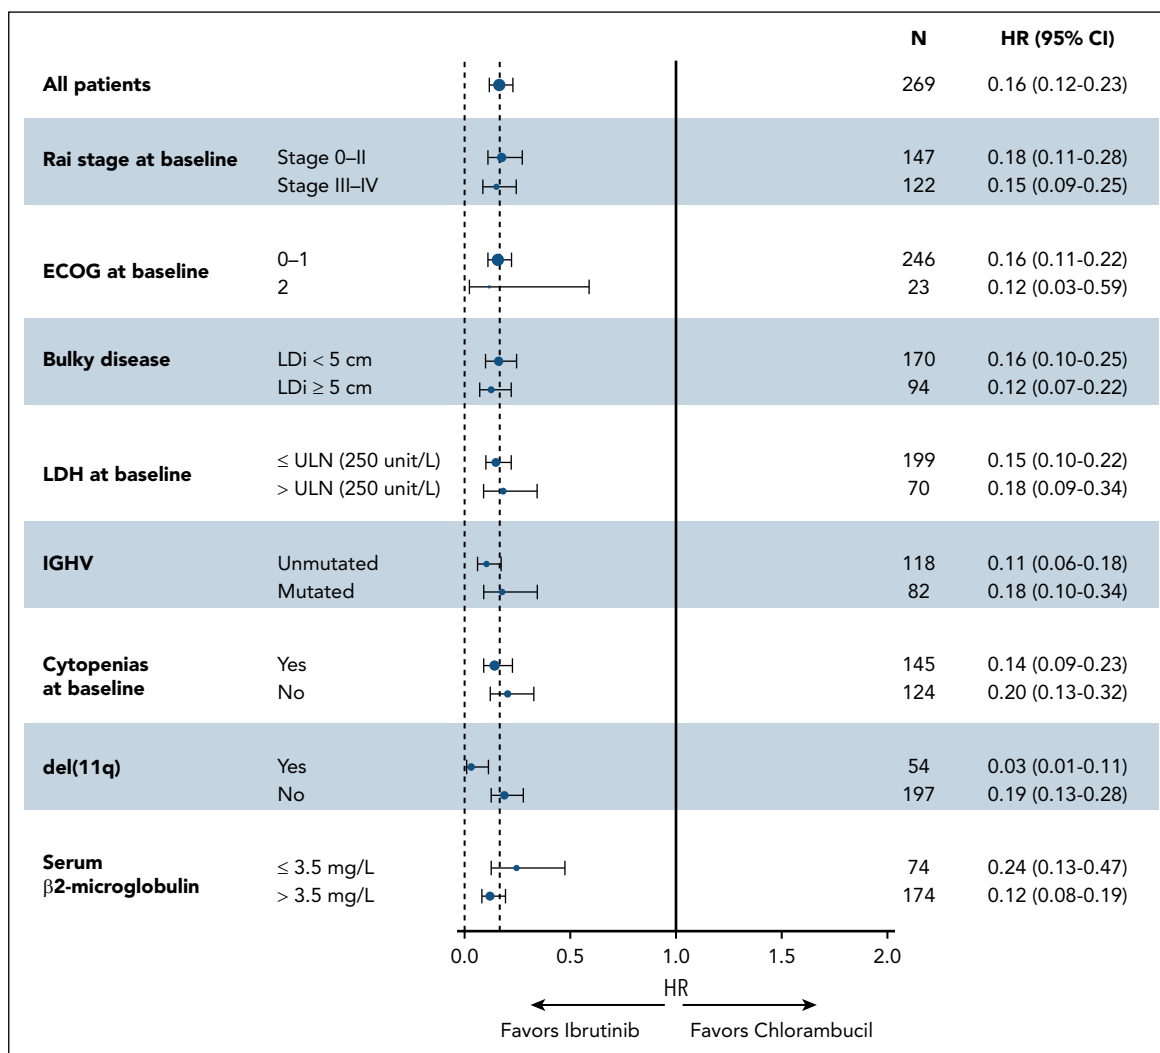 N HR (95% CI)
All patients 269 0.16 (0.12-0.23)
Rai stage at baseline Stage 0–II 147 0.18 (0.11-0.28)
Stage III–IV 122 0.15 (0.09-0.25)
ECOG at baseline 0–1 246 0.16 (0.11-0.22)
2 23 0.12 (0.03-0.59)
Bulky disease LDi < 5 cm 170 0.16 (0.10-0.25)
LDi ≥ 5 cm 94 0.12 (0.07-0.22)
LDH at baseline ≤ ULN (250 unit/L) 199 0.15 (0.10-0.22)
> ULN (250 unit/L) 70 0.18 (0.09-0.34)
IGHV Unmutated 118 0.11 (0.06-0.18)
Mutated 82 0.18 (0.10-0.34)
Cytopenias Yes 145 0.14 (0.09-0.23)
at baseline No 124 0.20 (0.13-0.32)
del(11q) Yes 54 0.03 (0.01-0.11)
No 197 0.19 (0.13-0.28)
Serum ≤ 3.5 mg/L 74 0.24 (0.13-0.47)
β2-microglobulin > 3.5 mg/L 174 0.12 (0.08-0.19)
0.0 0.5 1.0 1.5 2.0
HR
Favors Ibrutinib Favors Chlorambucil